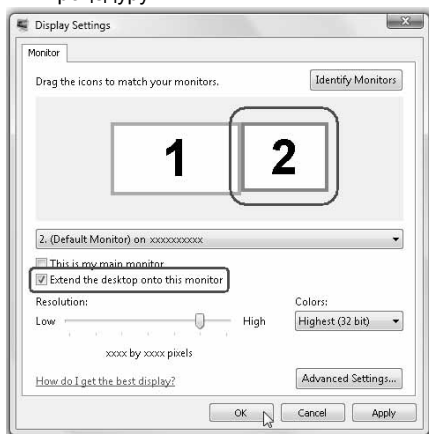 Display Settings
Monitor
Drag the icons to match your monitors.
Identify Monitors
1
2
2. (Default Monitor) on xxxxxxxxxx
This is my main monitor
Extend the desktop onto this monitor
Resolution:
Colors:
Low
High
Highest (32 bit)
xxxx by xxxx pixels
How do I get the best display?
Advanced Settings...
OK
Cancel
Apply